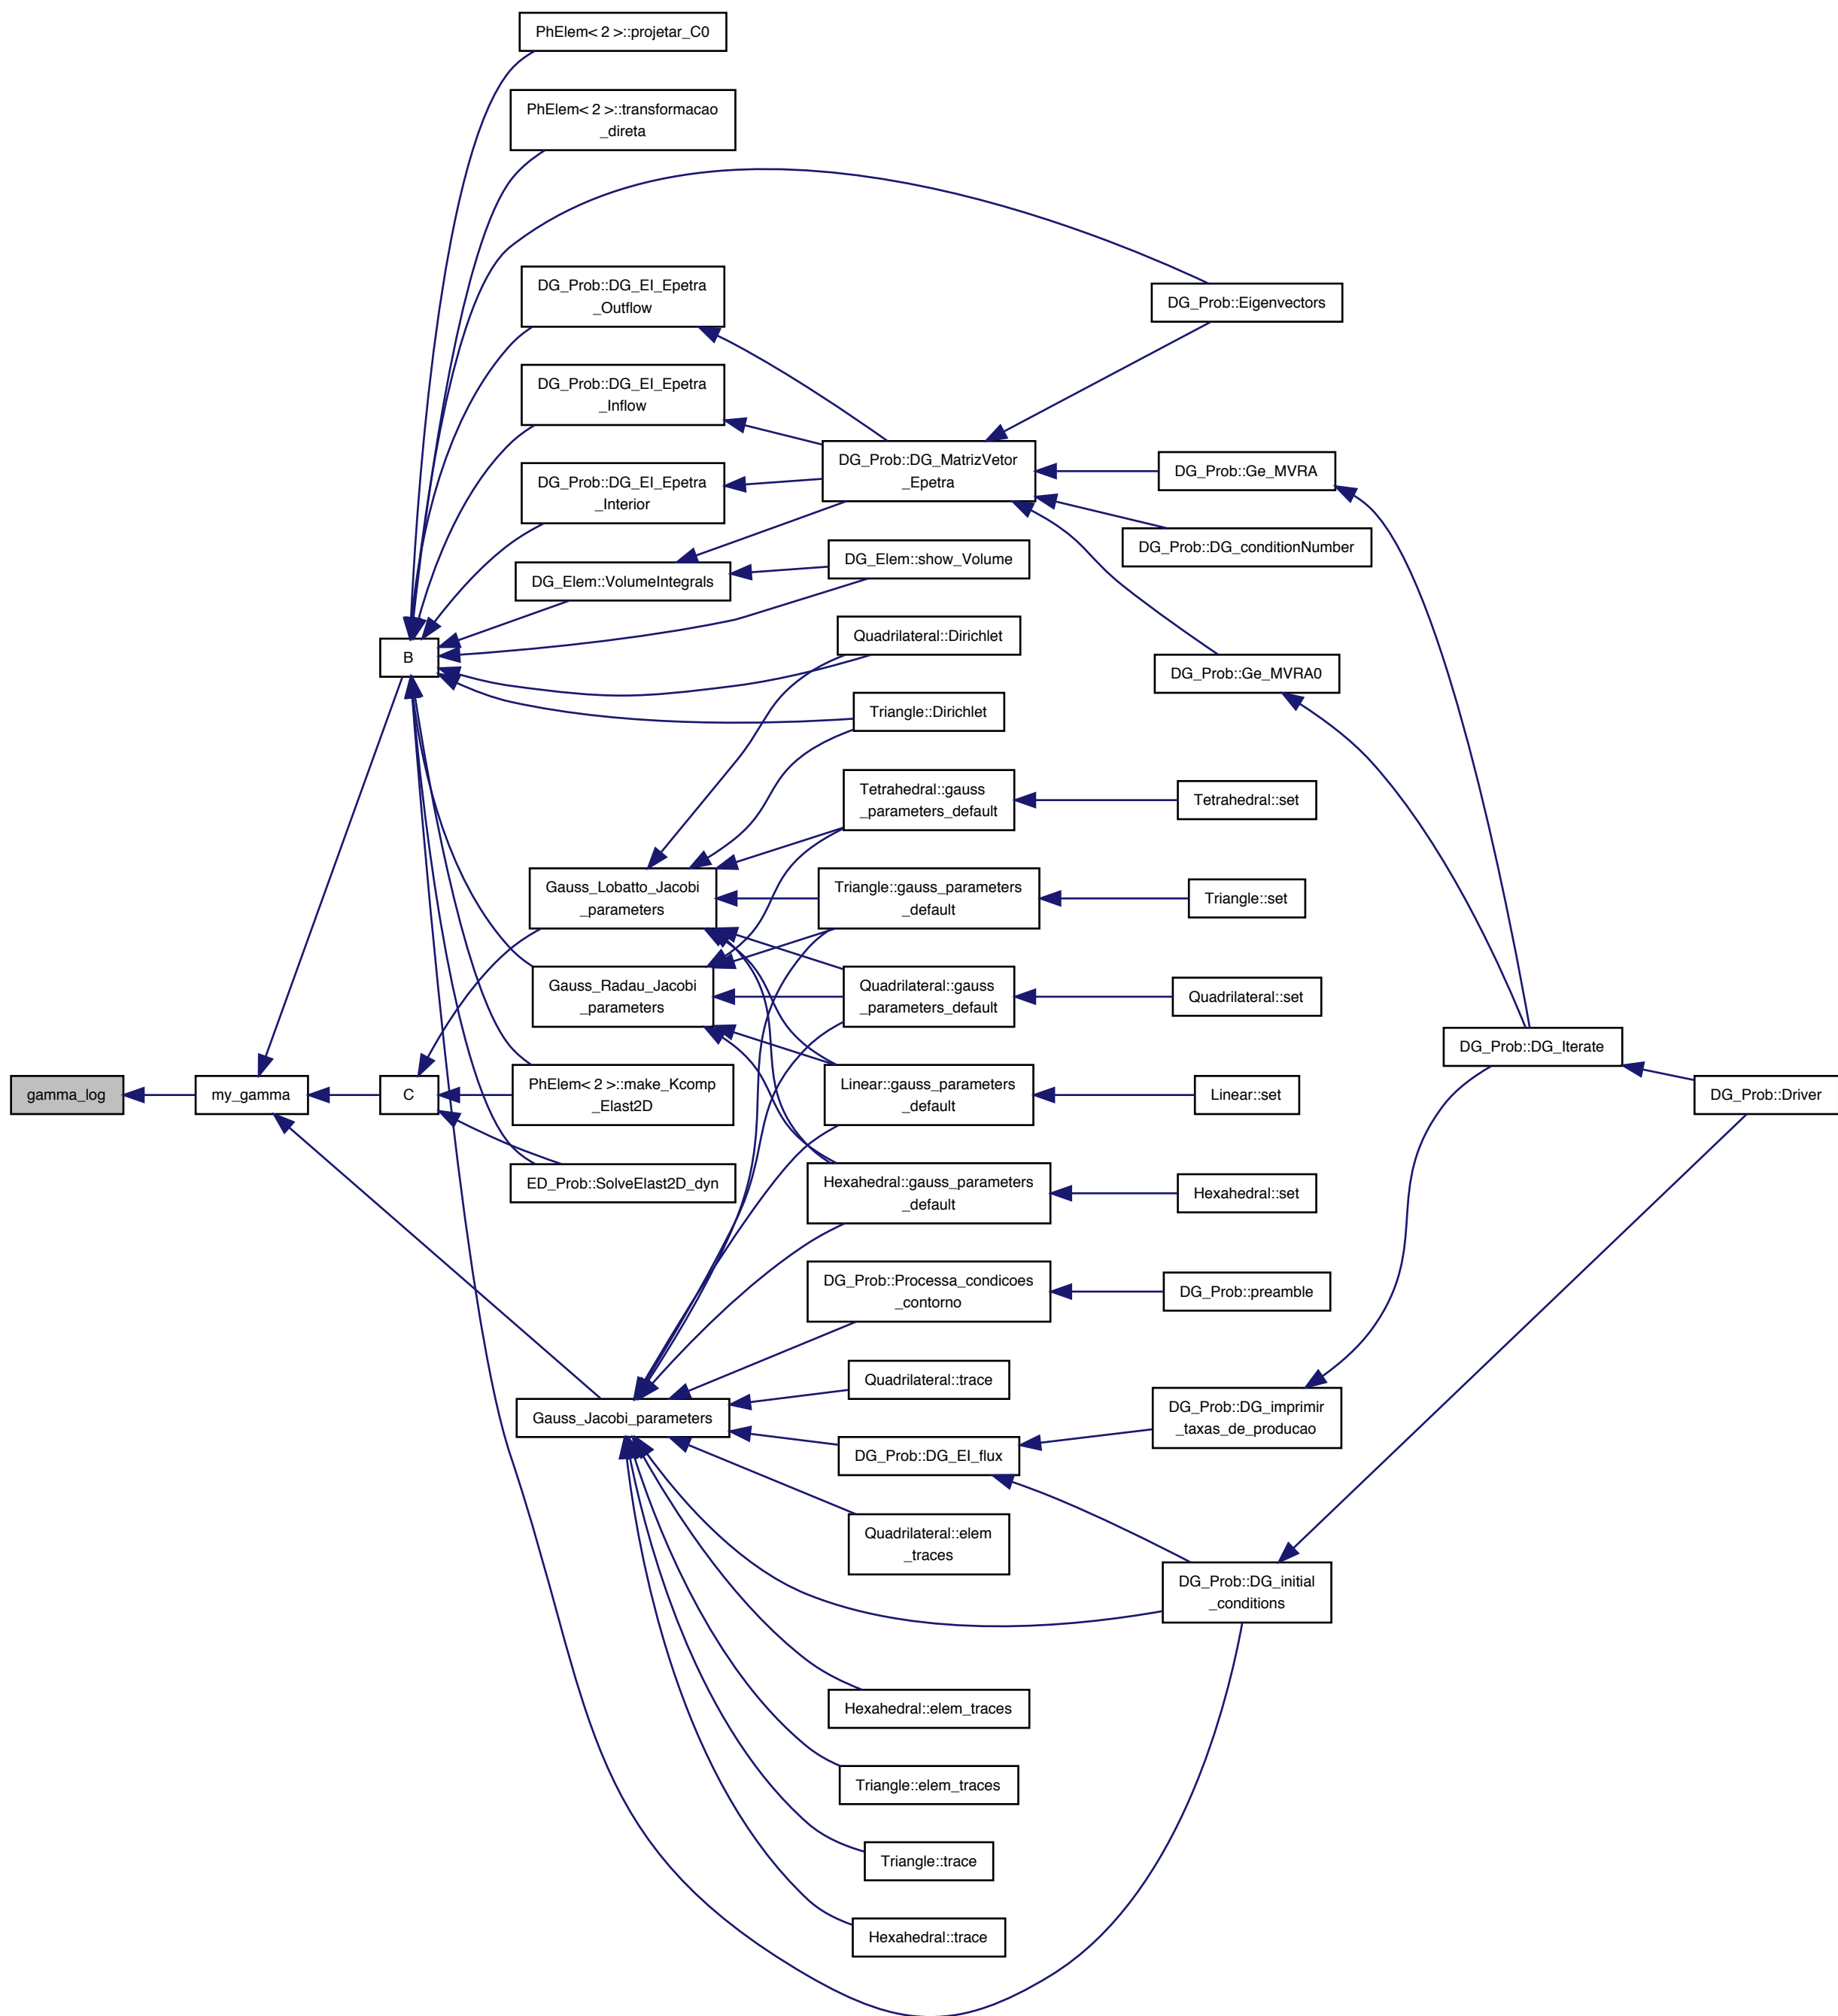 PhElem< 2 >::projetar_C0
PhElem< 2 >::transformacao
_direta
DG_Prob::DG_EI_Epetra
_Outflow
DG_Prob::Eigenvectors
DG_Prob::DG_EI_Epetra
_Inflow
DG_Prob::DG_MatrizVetor
_Epetra
DG_Prob::Ge_MVRA
DG_Prob::DG_EI_Epetra
_Interior
DG_Prob::DG_conditionNumber
DG_Elem::show_Volume
DG_Elem::VolumeIntegrals
Quadrilateral::Dirichlet
B
DG_Prob::Ge_MVRA0
Triangle::Dirichlet
Tetrahedral::gauss
_parameters_default
Tetrahedral::set
Gauss_Lobatto_Jacobi
_parameters
Triangle::gauss_parameters
_default
Triangle::set
Gauss_Radau_Jacobi
_parameters
Quadrilateral::gauss
_parameters_default
Quadrilateral::set
DG_Prob::DG_Iterate
gamma_log
my_gamma
C
PhElem< 2 >::make_Kcomp
_Elast2D
Linear::gauss_parameters
_default
Linear::set
DG_Prob::Driver
ED_Prob::SolveElast2D_dyn
Hexahedral::gauss_parameters
_default
Hexahedral::set
DG_Prob::Processa_condicoes
_contorno
DG_Prob::preamble
Quadrilateral::trace
Gauss_Jacobi_parameters
DG_Prob::DG_imprimir
_taxas_de_producao
DG_Prob::DG_EI_flux
Quadrilateral::elem
_traces
DG_Prob::DG_initial
_conditions
Hexahedral::elem_traces
Triangle::elem_traces
Triangle::trace
Hexahedral::trace